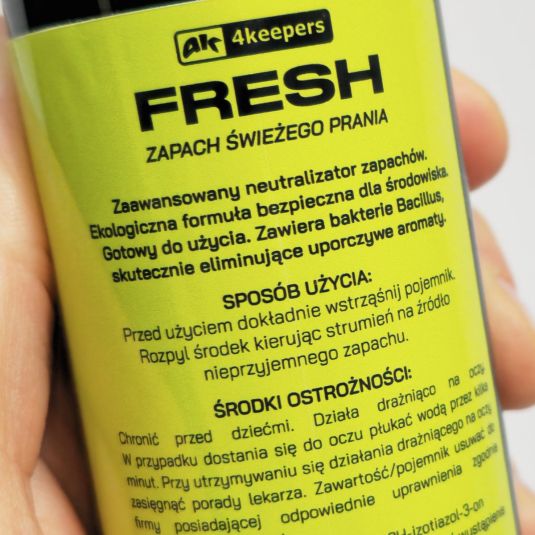 4K 4keepers
FRESH
ZAPACH ŚWIEŻEGO PRANIA
Zaawansowany neutralizator zapachów.
Ekologiczna formuła bezpieczna dla środowiska.
Gotowy do użycia. Zawiera bakterie Bacillus,
skutecznie eliminujące uporczywe aromaty.
SPOSÓB UŻYCIA:
Przed użyciem dokładnie wstrząśnij pojemnik.
Rozpyl środek kierując strumień na źródło
nieprzyjemnego zapachu.
ŚRODKI OSTROŻNOŚCI:
Chronić przed dziećmi. Działa drażniąco na oczy.
W przypadku dostania się do oczu płukać wodą przez kilka
minut. Przy utrzymywaniu się działania drażniącego na oczy
zasięgnąć porady lekarza. Zawartość/pojemnik usuwać do
firmy posiadającej odpowiednie uprawnienia zgodnie
-izotiazol-3-on